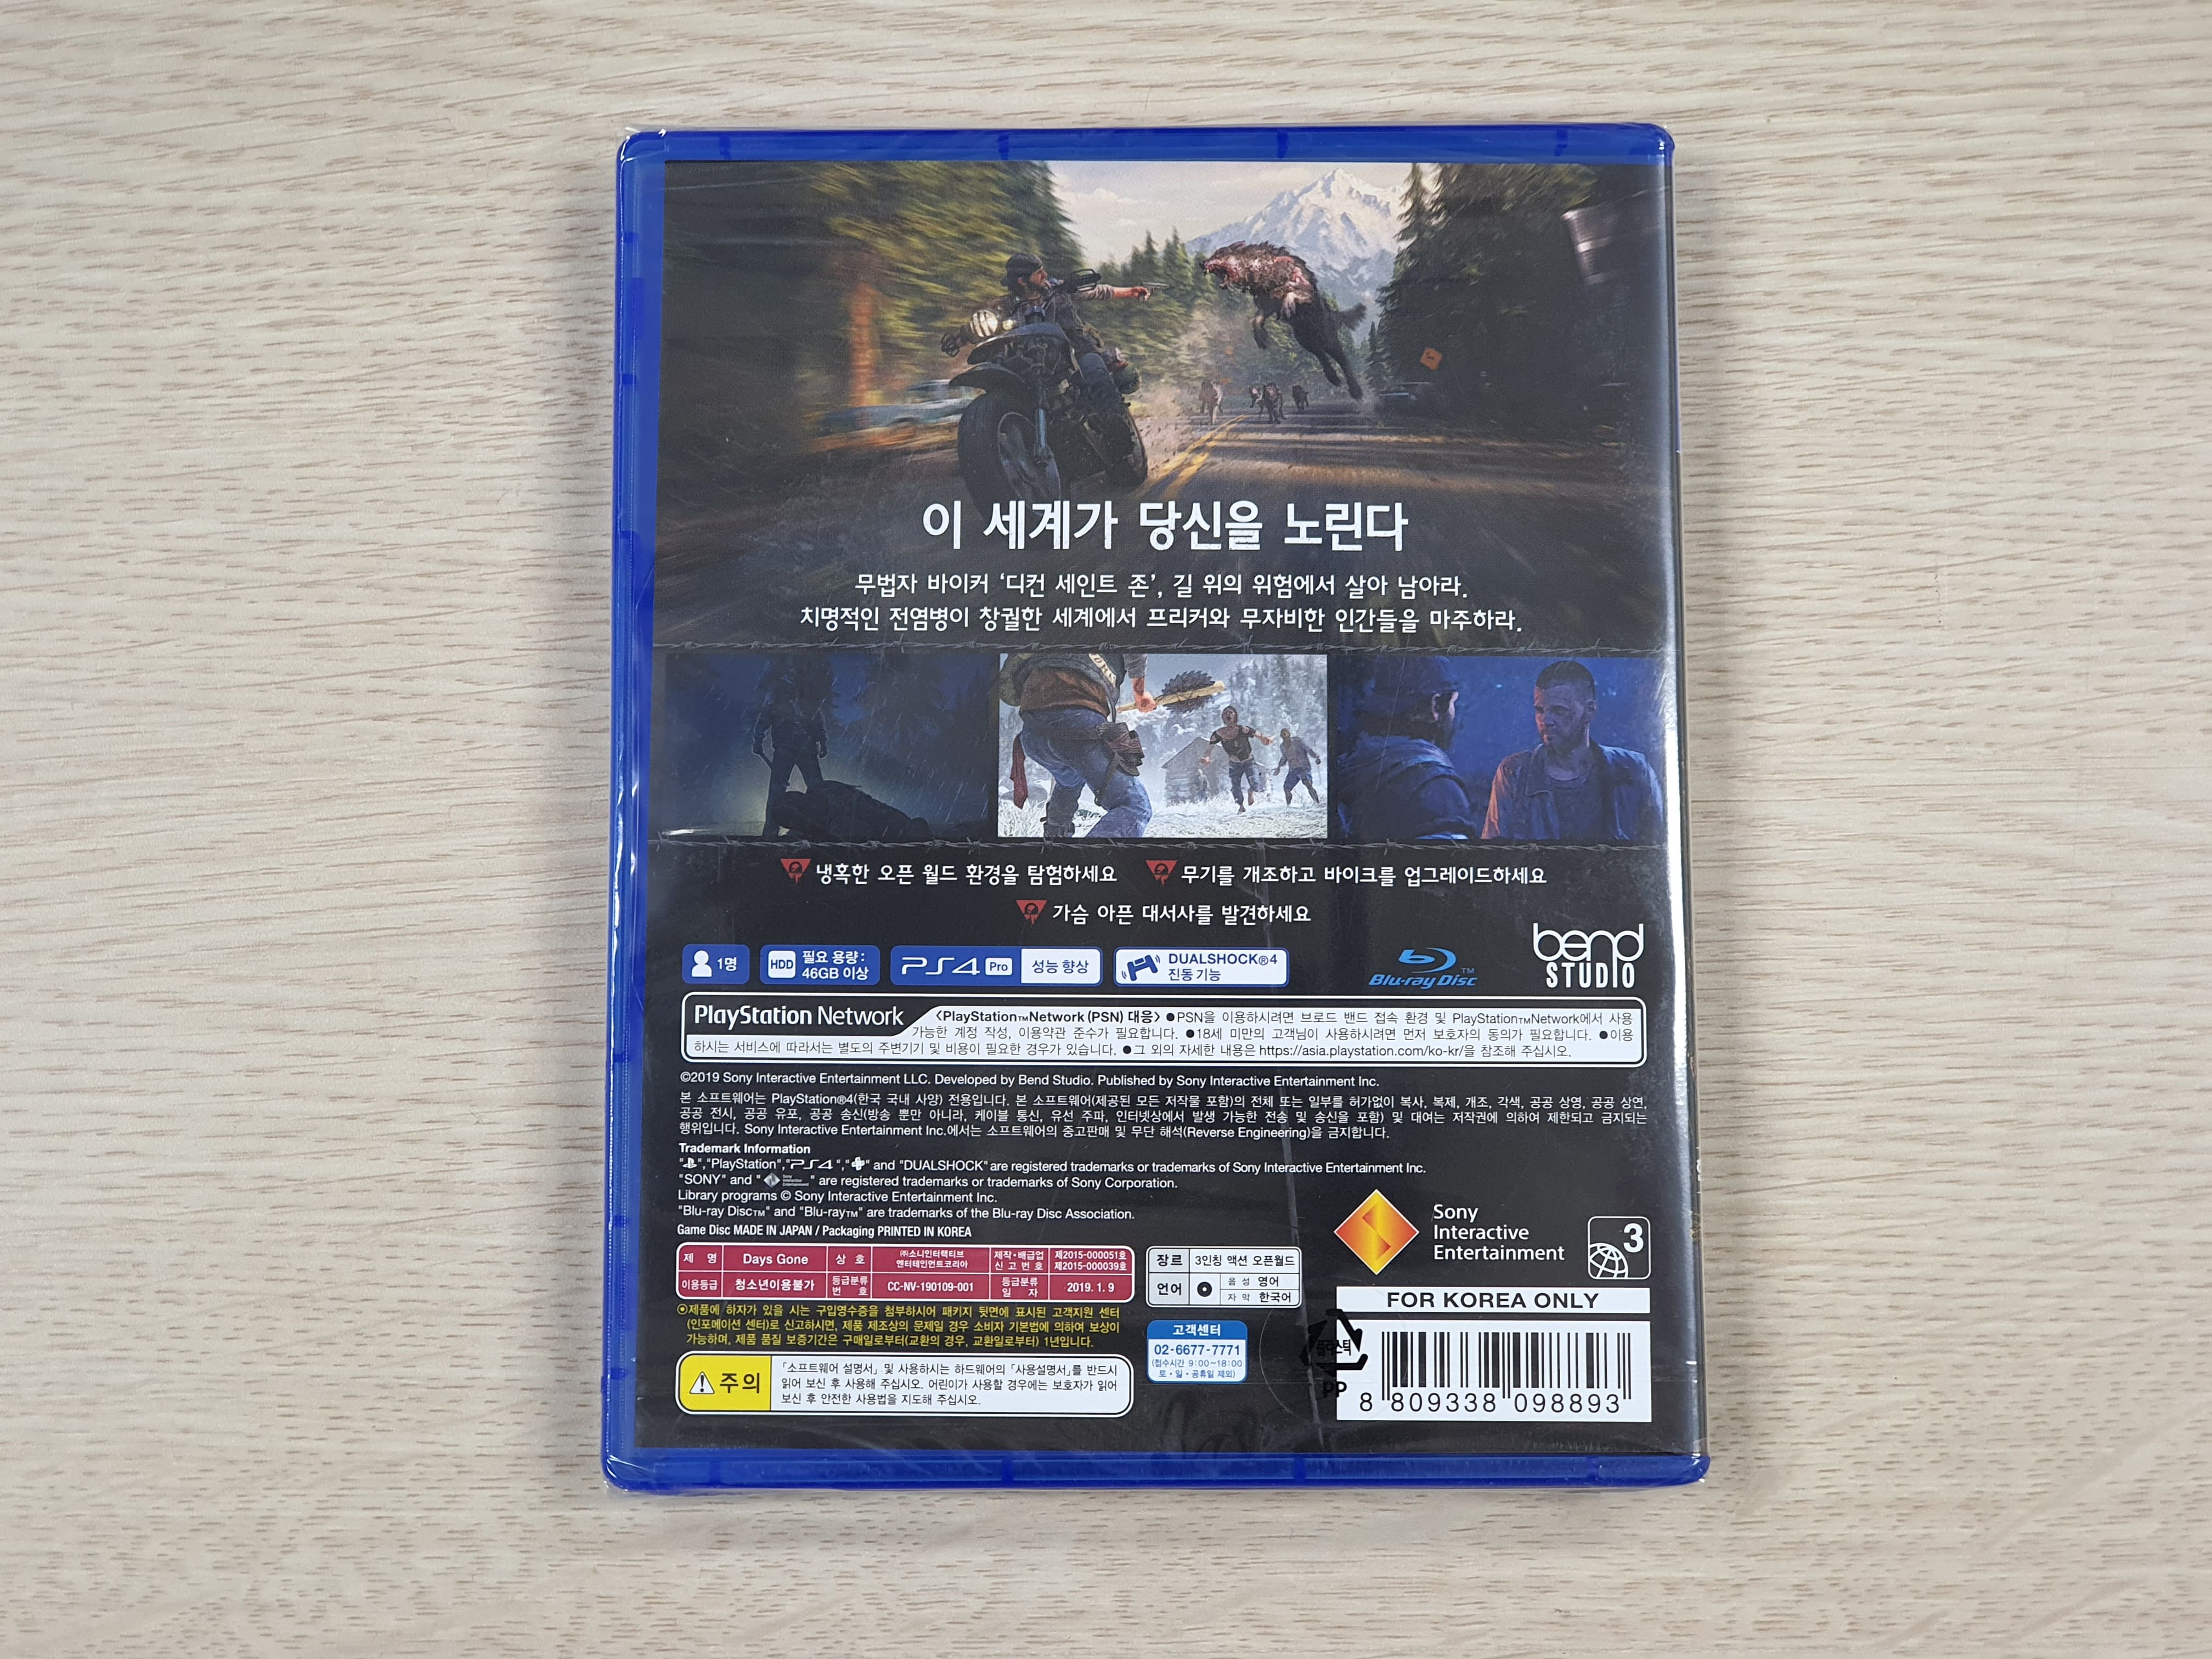 이 세계가 당신을 노린다
무법자 바이커 ‘디컨 세인트 존’, 길 위의 위험에서 살아 남아라.
치명적인 전염병이 창궐한 세계에서 프리커와 무자비한 인간들을 마주하라.
냉혹한 오픈 월드 환경을 탐험하세요 무기를 개조하고 바이크를 업그레이드하세요
가슴 아픈 대서사를 발견하세요
1명
HDD 필요 용량 :
46GB 이상
PS4 Pro 성능 향상
DUALSHOCK®4
진동 기능
Blu-ray Disc™
bend
STUDIO
PlayStation Network <PlayStation™Network (PSN) 대응> ●PSN을 이용하시려면 브로드 밴드 접속 환경 및 PlayStation™Network에서 사용
가능한 계정 작성, 이용약관 준수가 필요합니다. ●18세 미만의 고객님이 사용하시려면 먼저 보호자의 동의가 필요합니다. ●이용
하시는 서비스에 따라서는 별도의 주변기기 및 비용이 필요한 경우가 있습니다. ●그 외의 자세한 내용은 https://asia.playstation.com/ko-kr/을 참조해 주십시오.
©2019 Sony Interactive Entertainment LLC. Developed by Bend Studio. Published by Sony Interactive Entertainment Inc.
본 소프트웨어는 PlayStation®4(한국 국내 사양) 전용입니다. 본 소프트웨어(제공된 모든 저작물 포함)의 전체 또는 일부를 허가없이 복사, 복제, 개조, 각색, 공공 상영, 공공 상연,
공공 전시, 공공 유포, 공공 송신(방송 뿐만 아니라, 케이블 통신, 유선 주파, 인터넷상에서 발생 가능한 전송 및 송신을 포함) 및 대여는 저작권에 의하여 제한되고 금지되는
행위입니다. Sony Interactive Entertainment Inc.에서는 소프트웨어의 중고판매 및 무단 해석(Reverse Engineering)을 금지합니다.
Trademark Information
"","PlayStation","PS4","" and "DUALSHOCK" are registered trademarks or trademarks of Sony Interactive Entertainment Inc.
"SONY" and "" are registered trademarks or trademarks of Sony Corporation.
Library programs © Sony Interactive Entertainment Inc.
"Blu-ray Disc™" and "Blu-ray™" are trademarks of the Blu-ray Disc Association.
Game Disc MADE IN JAPAN / Packaging PRINTED IN KOREA
제 명 Days Gone 상 호 ㈜소니인터랙티브 엔터테인먼트코리아 제작·배급업 신고번호 제2015-000051호 제2015-000039호
이용등급 청소년이용불가 등급분류 번 호 CC-NV-190109-001 등급분류 일 자 2019. 1. 9
장르 3인칭 액션 오픈월드
언어 음성 영어
자막 한국어
Sony
Interactive
Entertainment
3
◉제품에 하자가 있을 시는 구입영수증을 첨부하시어 패키지 뒷면에 표시된 고객지원 센터
(인포메이션 센터)로 신고하시면, 제품 제조상의 문제일 경우 소비자 기본법에 의하여 보상이
가능하며, 제품 품질 보증기간은 구매일로부터(교환의 경우, 교환일로부터) 1년입니다.
주의
「소프트웨어 설명서」 및 사용하시는 하드웨어의 「사용설명서」를 반드시
읽어 보신 후 사용해 주십시오. 어린이가 사용할 경우에는 보호자가 읽어
보신 후 안전한 사용법을 지도해 주십시오.
고객센터
02-6677-7771
(접수시간 9:00~18:00
토·일·공휴일 제외)
플라스틱
PP
FOR KOREA ONLY
8 809338 098893